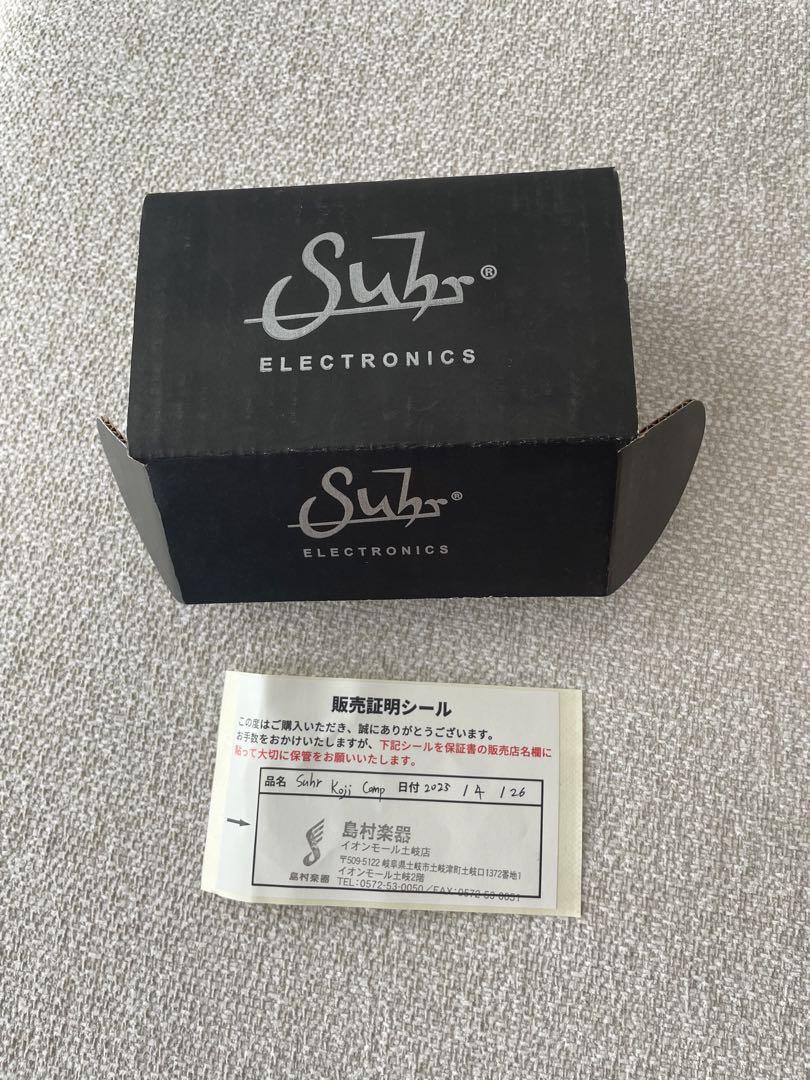 Suhr®
ELECTRONICS
Suhr®
ELECTRONICS
販売証明シール
この度はご購入いただき、誠にありがとうございます。
お手数をおかけいたしますが、下記シールを保証書の販売店名欄に
貼って大切に保管をお願いいたします。
品名 Suhr Koji Comp 日付 2023 / 4 / 26
島村楽器
イオンモール土岐店
〒509-5122 岐阜県土岐市土岐津町土岐口1372番地1
イオンモール土岐2階
島村楽器 TEL:0572-53-0050／FAX:0572-53-0051